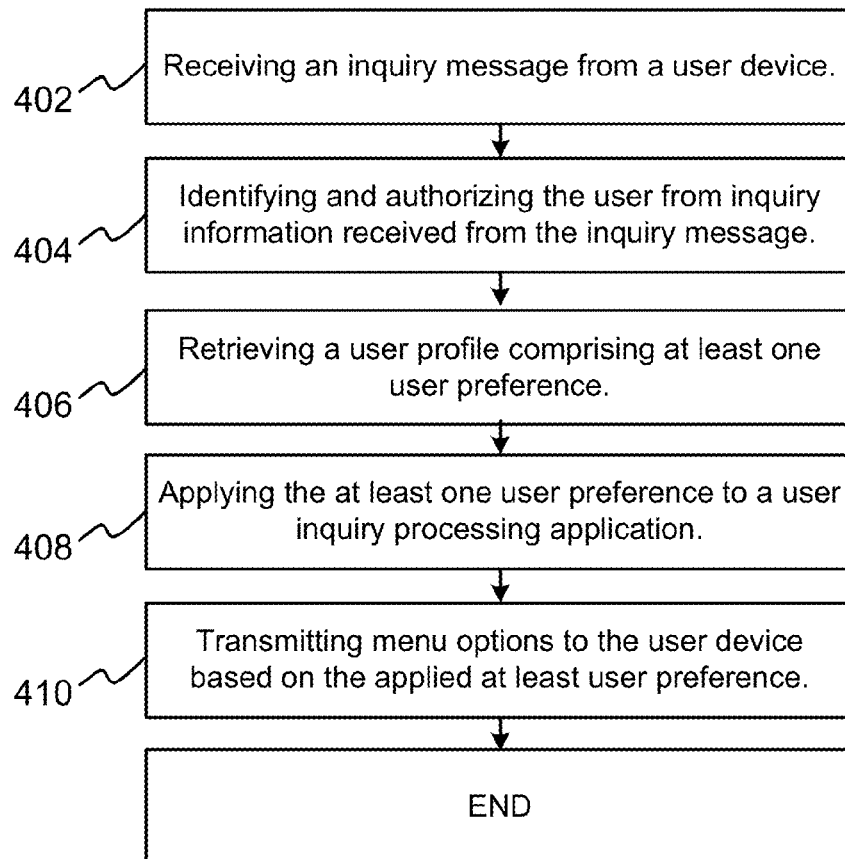 Receiving an inquiry message from a user device.
402
Identifying and authorizing the user from inquiry
information received from the inquiry message.
404
Retrieving a user profile comprising at least one
user preference.
406
Applying the at least one user preference to a user
inquiry processing application.
408
Transmitting menu options to the user device
based on the applied at least user preference.
410
END